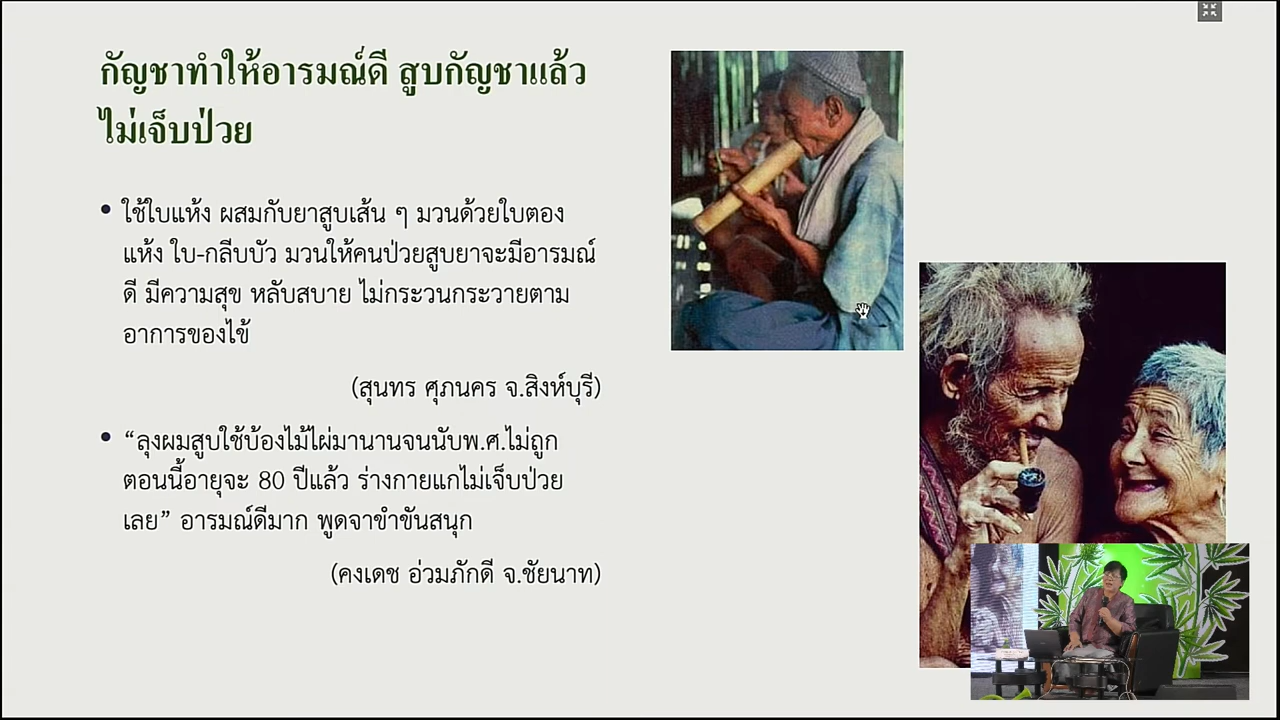 กัญชาทำให้อารมณ์ดี สูบกัญชาแล้ว
ไม่เจ็บป่วย
• ใช้ใบแห้ง ผสมกับยาสูบเส้น ๆ มวนด้วยใบตอง
แห้ง ใบ-กลีบบัว มวนให้คนป่วยสูบยาจะมีอารมณ์
ดี มีความสุข หลับสบาย ไม่กระวนกระวายตาม
อาการของไข้
(สุนทร ศุภนคร จ.สิงห์บุรี)
• “ลุงผมสูบใช้บ้องไม้ไผ่มานานจนนับพ.ศ.ไม่ถูก
ตอนนี้อายุจะ 80 ปีแล้ว ร่างกายแกไม่เจ็บป่วย
เลย” อารมณ์ดีมาก พูดจาขำขันสนุก
(คงเดช อ่วมภักดี จ.ชัยนาท)